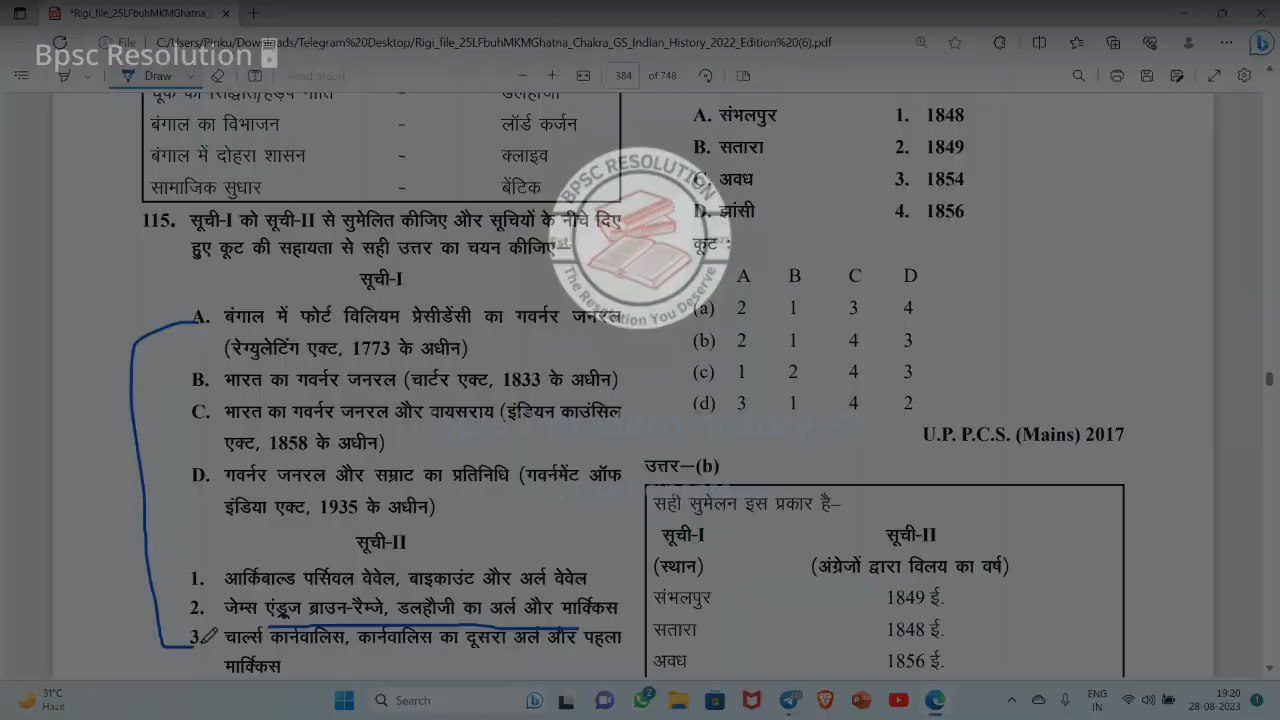 *Rigi_file_25LFbuhMKMGhatna_
File C:/Users/Pinku/Downloads/Telegram%20Desktop/Rigi_file_25LFbuhMKMGhatna_Chakra_GS_Indian_History_2022_Edition%20(6).pdf
Bpsc Resolution
Draw Read aloud 384 of 748
डलहौजी
बंगाल का विभाजन - लॉर्ड कर्जन
बंगाल में दोहरा शासन - क्लाइव
सामाजिक सुधार - बेंटिक
115. सूची-I को सूची-II से सुमेलित कीजिए और सूचियों के नीचे दिए
हुए कूट की सहायता से सही उत्तर का चयन कीजिए–
सूची-I
A. बंगाल में फोर्ट विलियम प्रेसीडेंसी का गवर्नर जनरल
(रेग्युलेटिंग एक्ट, 1773 के अधीन)
B. भारत का गवर्नर जनरल (चार्टर एक्ट, 1833 के अधीन)
C. भारत का गवर्नर जनरल और वायसराय (इंडियन काउंसिल
एक्ट, 1858 के अधीन)
D. गवर्नर जनरल और सम्राट का प्रतिनिधि (गवर्नमेंट ऑफ
इंडिया एक्ट, 1935 के अधीन)
सूची-II
1. आर्किबाल्ड पर्सिवल वेवेल, बाइकाउंट और अर्ल वेवेल
2. जेम्स एंड्रूज ब्राउन-रैम्जे, डलहौजी का अर्ल और मार्क्विस
3. चार्ल्स कार्नवालिस, कार्नवालिस का दूसरा अर्ल और पहला
मार्क्विस
A. संभलपुर 1. 1848
B. सतारा 2. 1849
C. अवध 3. 1854
D. झांसी 4. 1856
कूट :
A B C D
(a) 2 1 3 4
(b) 2 1 4 3
(c) 1 2 4 3
(d) 3 1 4 2
U.P. P.C.S. (Mains) 2017
उत्तर–(b)
सही सुमेलन इस प्रकार है–
सूची-I सूची-II
(स्थान) (अंग्रेजों द्वारा विलय का वर्ष)
संभलपुर 1849 ई.
सतारा 1848 ई.
अवध 1856 ई.
BPSC RESOLUTION
The Resolution You Deserve
31°C
Haze
Search
2
ENG
IN
19:20
28-08-2023
1